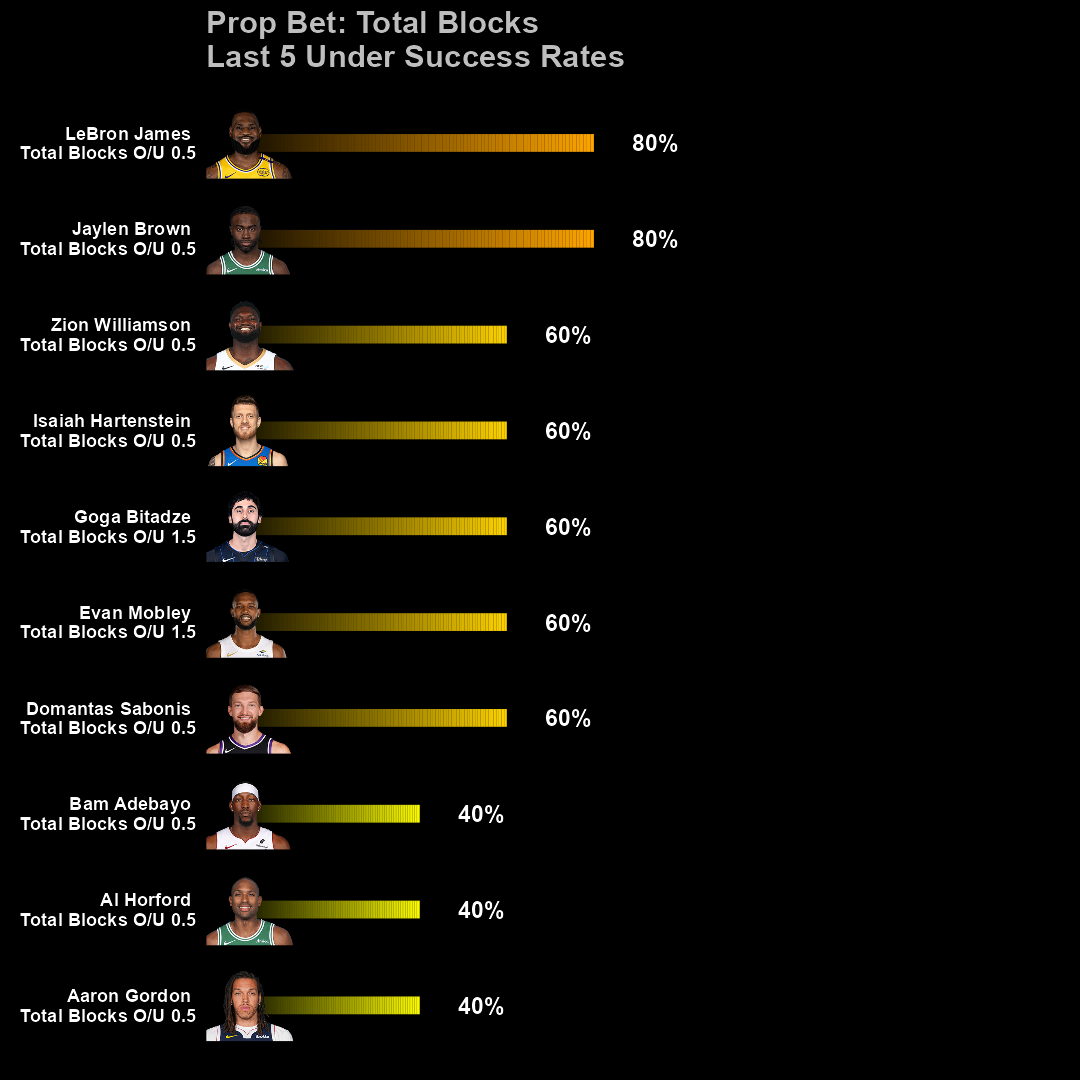 Prop Bet: Total Blocks
Last 5 Under Success Rates
LeBron James
Total Blocks O/U 0.5
80%
Jaylen Brown
Total Blocks O/U 0.5
80%
Zion Williamson
Total Blocks O/U 0.5
60%
Isaiah Hartenstein
Total Blocks O/U 0.5
60%
Goga Bitadze
Total Blocks O/U 1.5
60%
Evan Mobley
Total Blocks O/U 1.5
60%
Domantas Sabonis
Total Blocks O/U 0.5
60%
Bam Adebayo
Total Blocks O/U 0.5
40%
Al Horford
Total Blocks O/U 0.5
40%
Aaron Gordon
Total Blocks O/U 0.5
40%